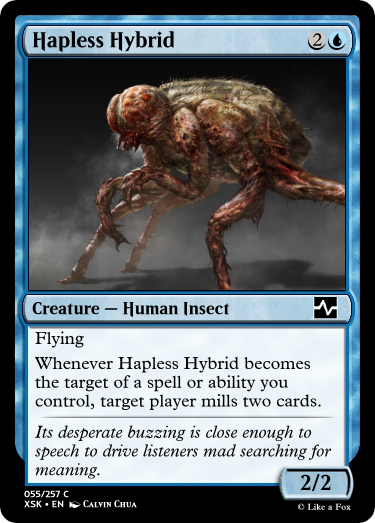 Hapless Hybrid 2
Creature — Human Insect
Flying
Whenever Hapless Hybrid becomes
the target of a spell or ability you
control, target player mills two cards.
Its desperate buzzing is close enough to
speech to drive listeners mad searching for
meaning.
2/2
055/257 C
XSK • EN Calvin Chua
© Like a Fox